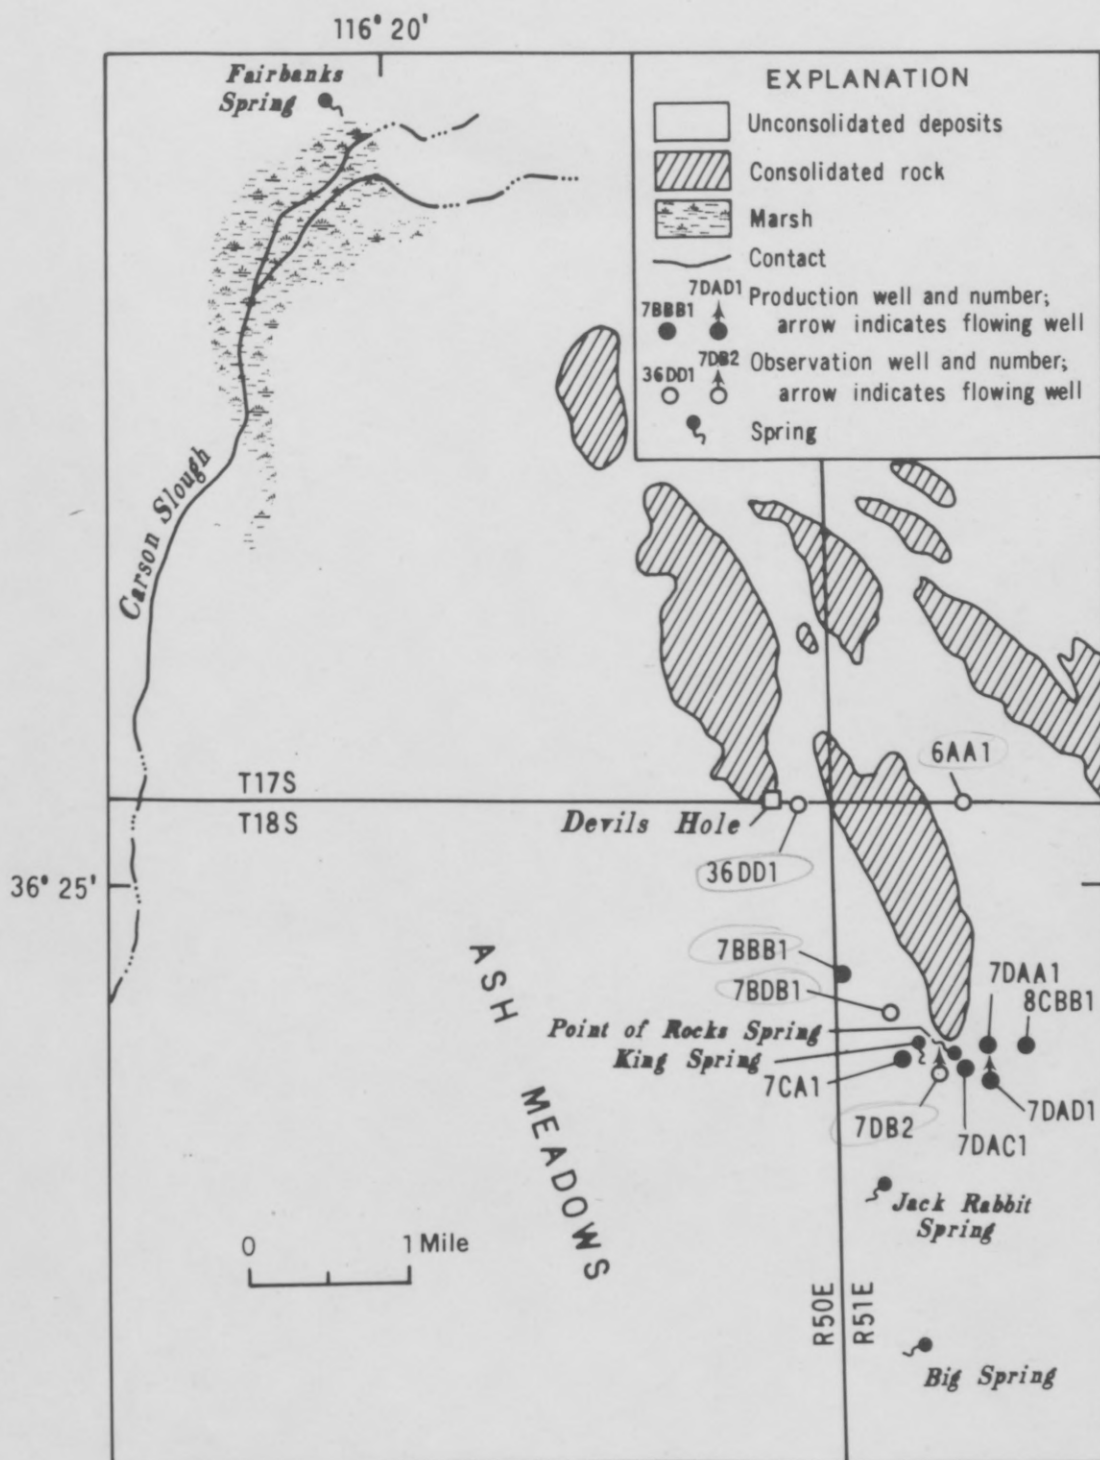 116° 20'
Fairbanks
Spring
EXPLANATION
Unconsolidated deposits
Consolidated rock
Marsh
Contact
7BBB1
7DAD1
Production well and number;
arrow indicates flowing well
36DD1
7DB2
Observation well and number;
arrow indicates flowing well
Spring
Carson Slough
T17S
T18S
6AA1
Devils Hole
36DD1
36° 25'
ASH
MEADOWS
7BBB1
7BDB1
7DAA1
8CBB1
Point of Rocks Spring
King Spring
7CA1
7DB2
7DAC1
7DAD1
Jack Rabbit
Spring
0
1 Mile
R50E
R51E
Big Spring